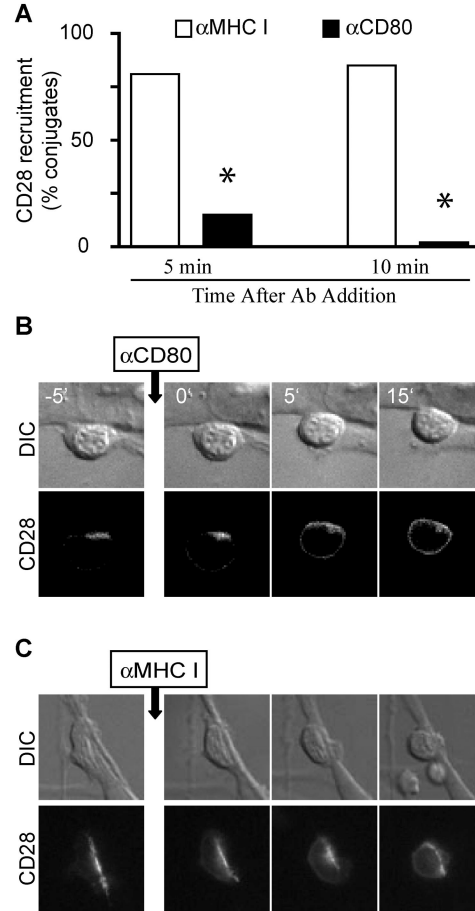 A
αMHC I
αCD80
CD28 recruitment
(% conjugates)
100
50
0
*
*
5 min
10 min
Time After Ab Addition
B
αCD80
-5‘
0‘
5‘
15‘
DIC
CD28
C
αMHC I
DIC
CD28